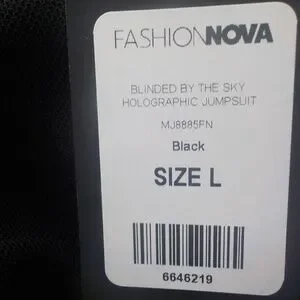 FASHIONNOVA
BLINDED BY THE SKY
HOLOGRAPHIC JUMPSUIT
MJ8885FN
Black
SIZE L
6646219